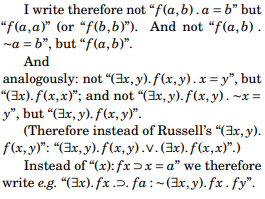 I write therefore not “f(a,b) . a = b” but
“f(a,a)” (or “f(b,b)”). And not “f(a,b) .
~a = b”, but “f(a,b)”.
And
analogously: not “(∃x,y).f(x,y) . x = y”, but
“(∃x).f(x,x)”; and not “(∃x,y).f(x,y) . ~x =
y”, but “(∃x,y).f(x,y)”.
(Therefore instead of Russell’s “(∃x,y).
f(x,y)”: “(∃x,y).f(x,y) .∨. (∃x).f(x,x)”.)
Instead of “(x): fx ⊃ x = a” we therefore
write e.g. “(∃x).fx .⊃. fa : ~(∃x,y).fx . fy”.